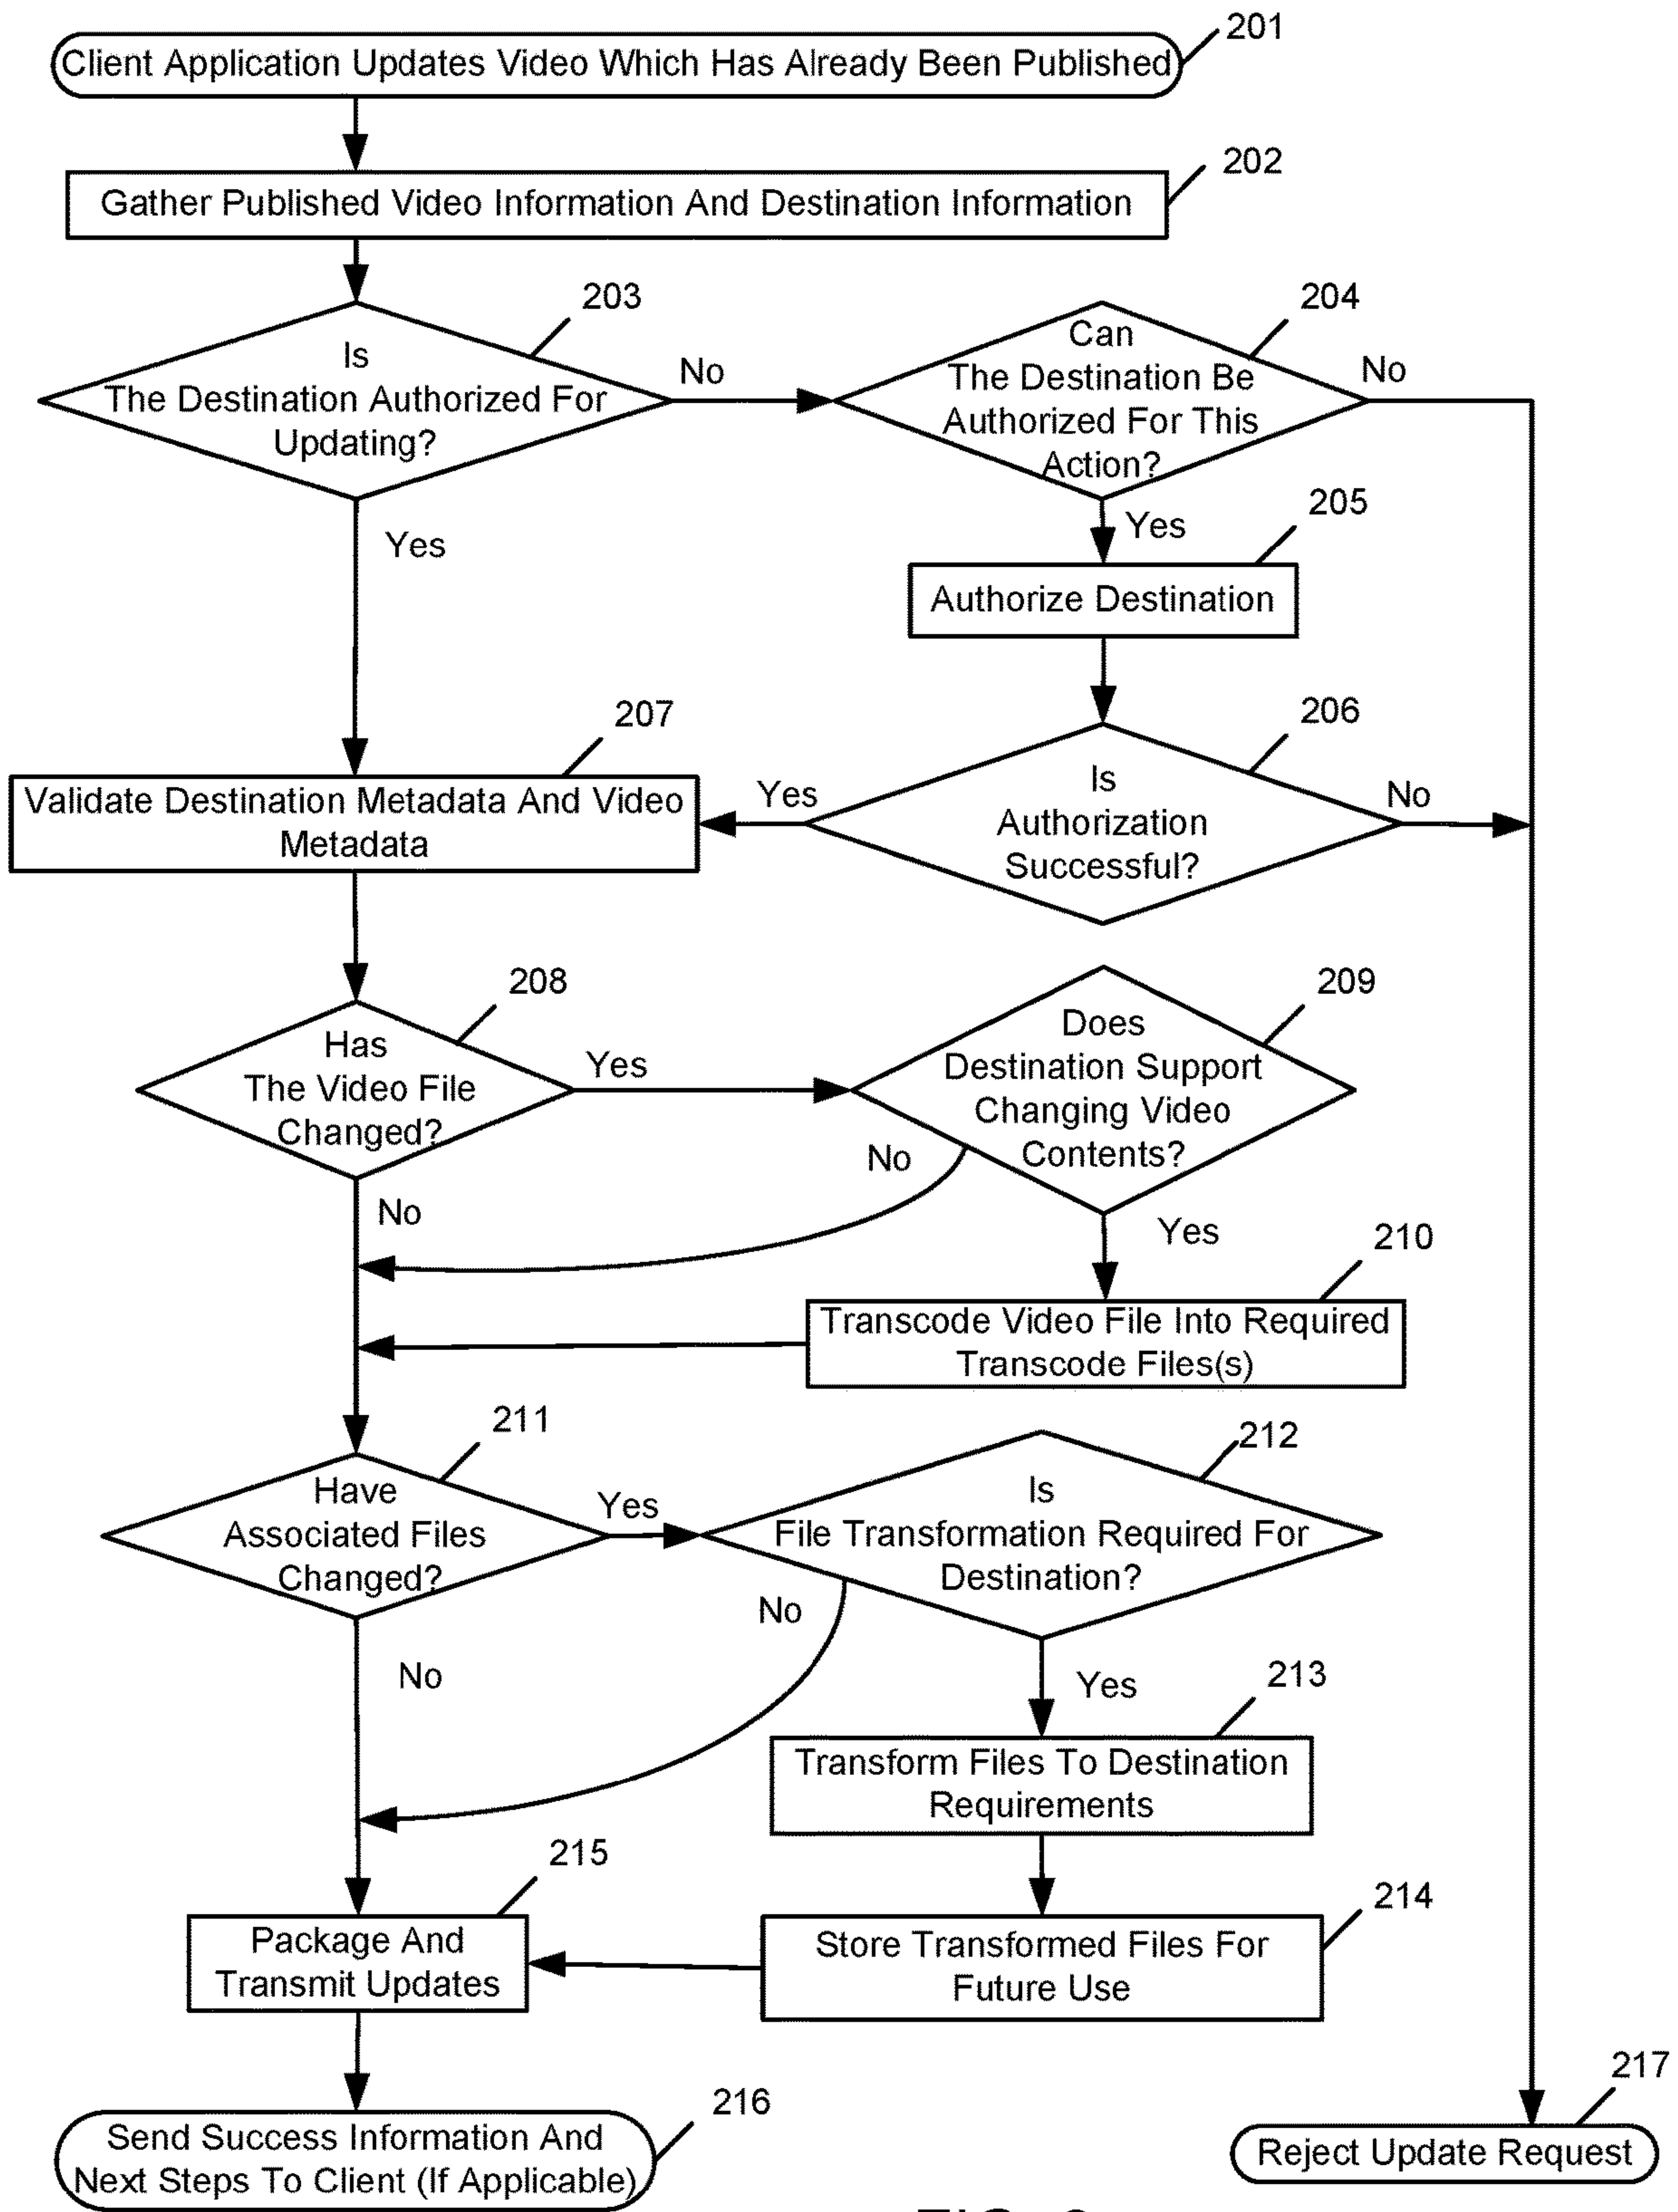 201
Client Application Updates Video Which Has Already Been Published
202
Gather Published Video Information And Destination Information
203
Is
The Destination Authorized For
Updating?
No
204
Can
The Destination Be
Authorized For This
Action?
No
Yes
Yes
205
Authorize Destination
207
Validate Destination Metadata And Video
Metadata
206
Is
Authorization
Successful?
Yes
No
208
Has
The Video File
Changed?
Yes
No
209
Does
Destination Support
Changing Video
Contents?
No
Yes
210
Transcode Video File Into Required
Transcode Files(s)
211
Have
Associated Files
Changed?
Yes
No
212
Is
File Transformation Required For
Destination?
No
Yes
213
Transform Files To Destination
Requirements
215
Package And
Transmit Updates
214
Store Transformed Files For
Future Use
216
Send Success Information And
Next Steps To Client (If Applicable)
217
Reject Update Request